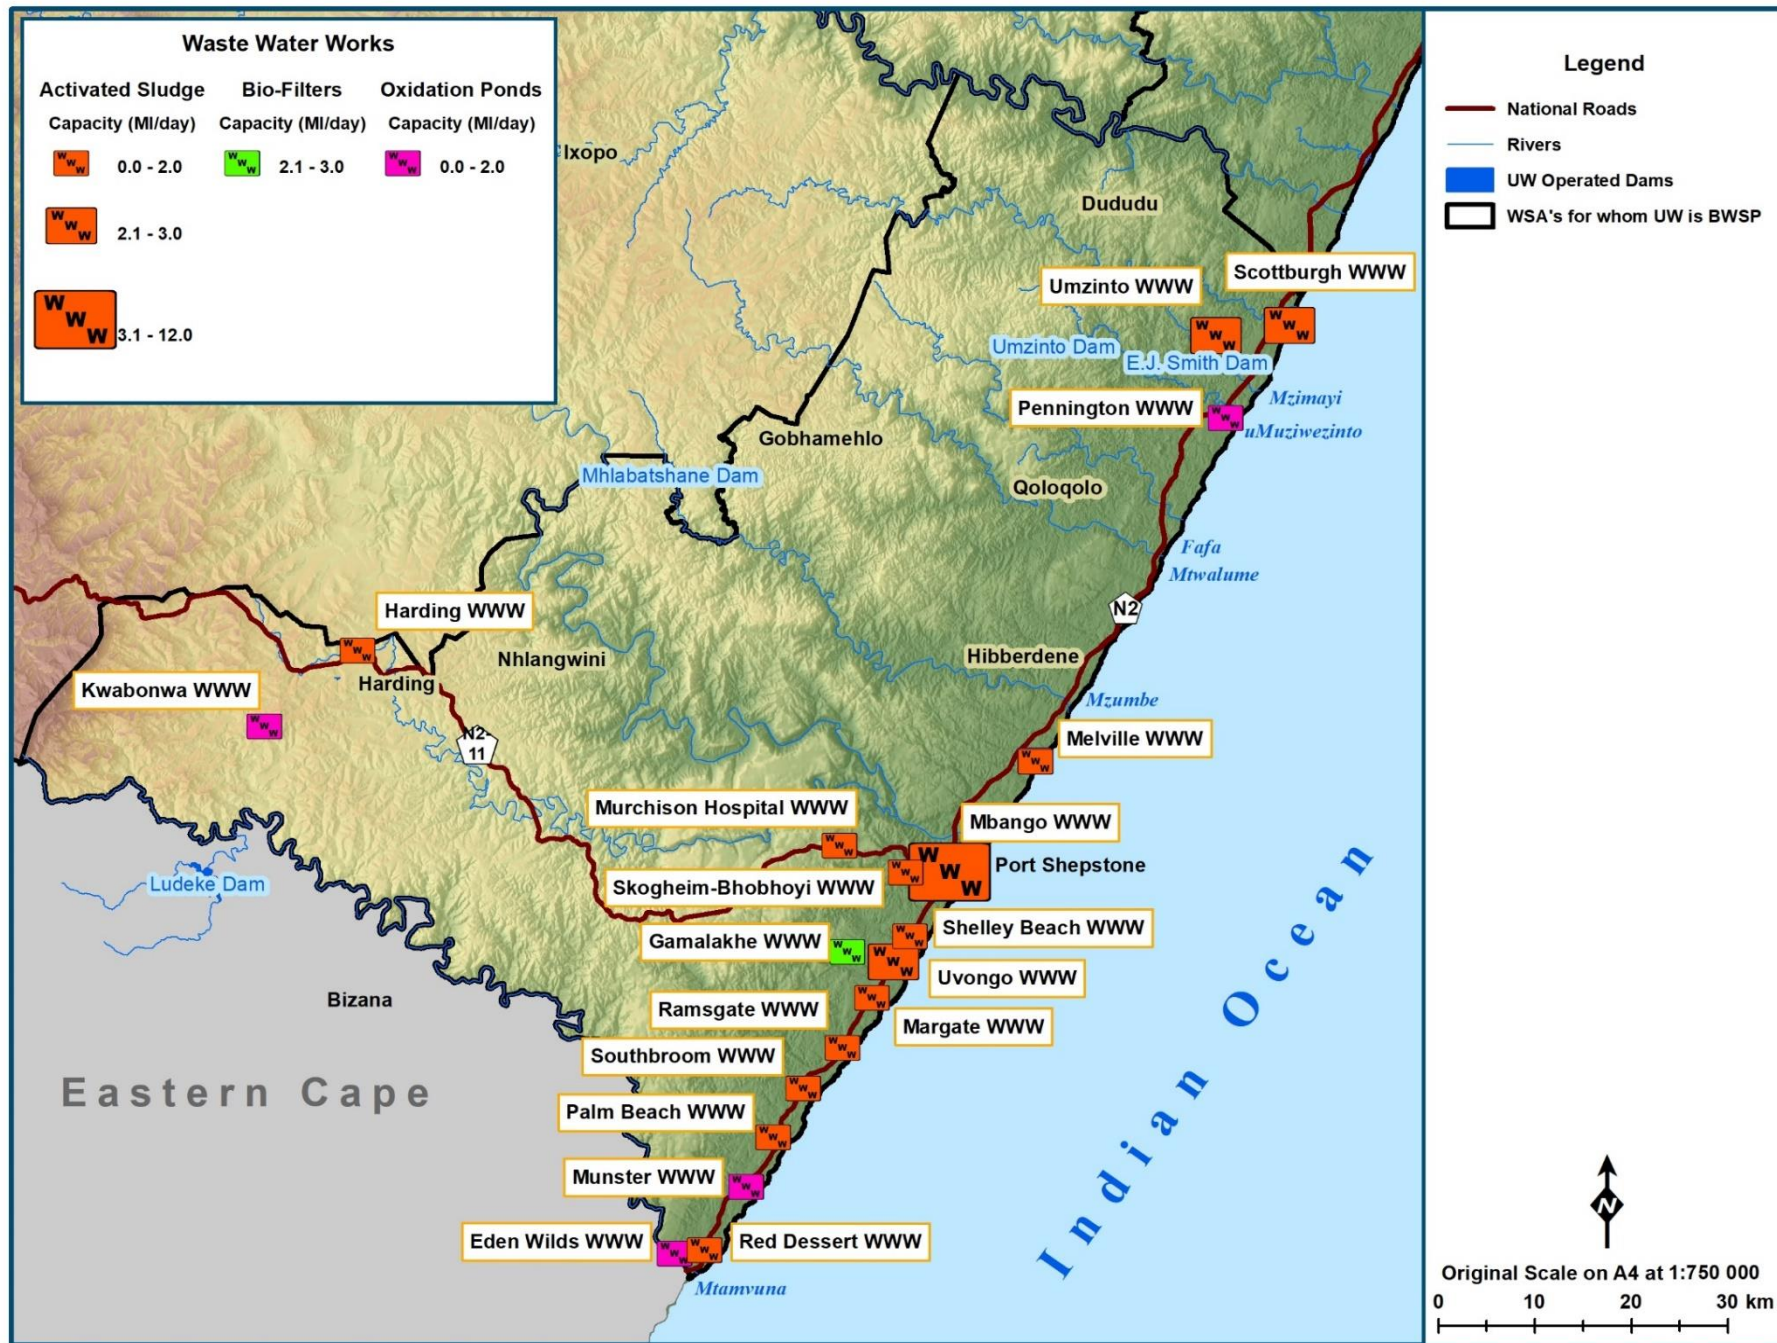 Waste Water Works
Activated Sludge
Capacity (Ml/day)
0.0 - 2.0
2.1 - 3.0
3.1 - 12.0
Bio-Filters
Capacity (Ml/day)
2.1 - 3.0
Oxidation Ponds
Capacity (Ml/day)
0.0 - 2.0
Legend
National Roads
Rivers
UW Operated Dams
WSA's for whom UW is BWSP
Ixopo
Dududu
Scottburgh WWW
Umzinto WWW
Umzinto Dam
E.J. Smith Dam
Mzimayi
Pennington WWW
uMuziwezinto
Gobhamehlo
Mhlabatshane Dam
Qoloqolo
Fafa
Mtwalume
N2
Harding WWW
Nhlangwini
Hibberdene
Harding
Kwabonwa WWW
Mzumbe
N2-
11
Melville WWW
Murchison Hospital WWW
Mbango WWW
Port Shepstone
Skogheim-Bhobhoyi WWW
Ludeke Dam
Shelley Beach WWW
Gamalakhe WWW
Uvongo WWW
Bizana
Ramsgate WWW
Margate WWW
Southbroom WWW
Eastern Cape
Palm Beach WWW
Munster WWW
Eden Wilds WWW
Red Dessert WWW
Mtamvuna
Indian Ocean
N
Original Scale on A4 at 1:750 000
0 10 20 30 km